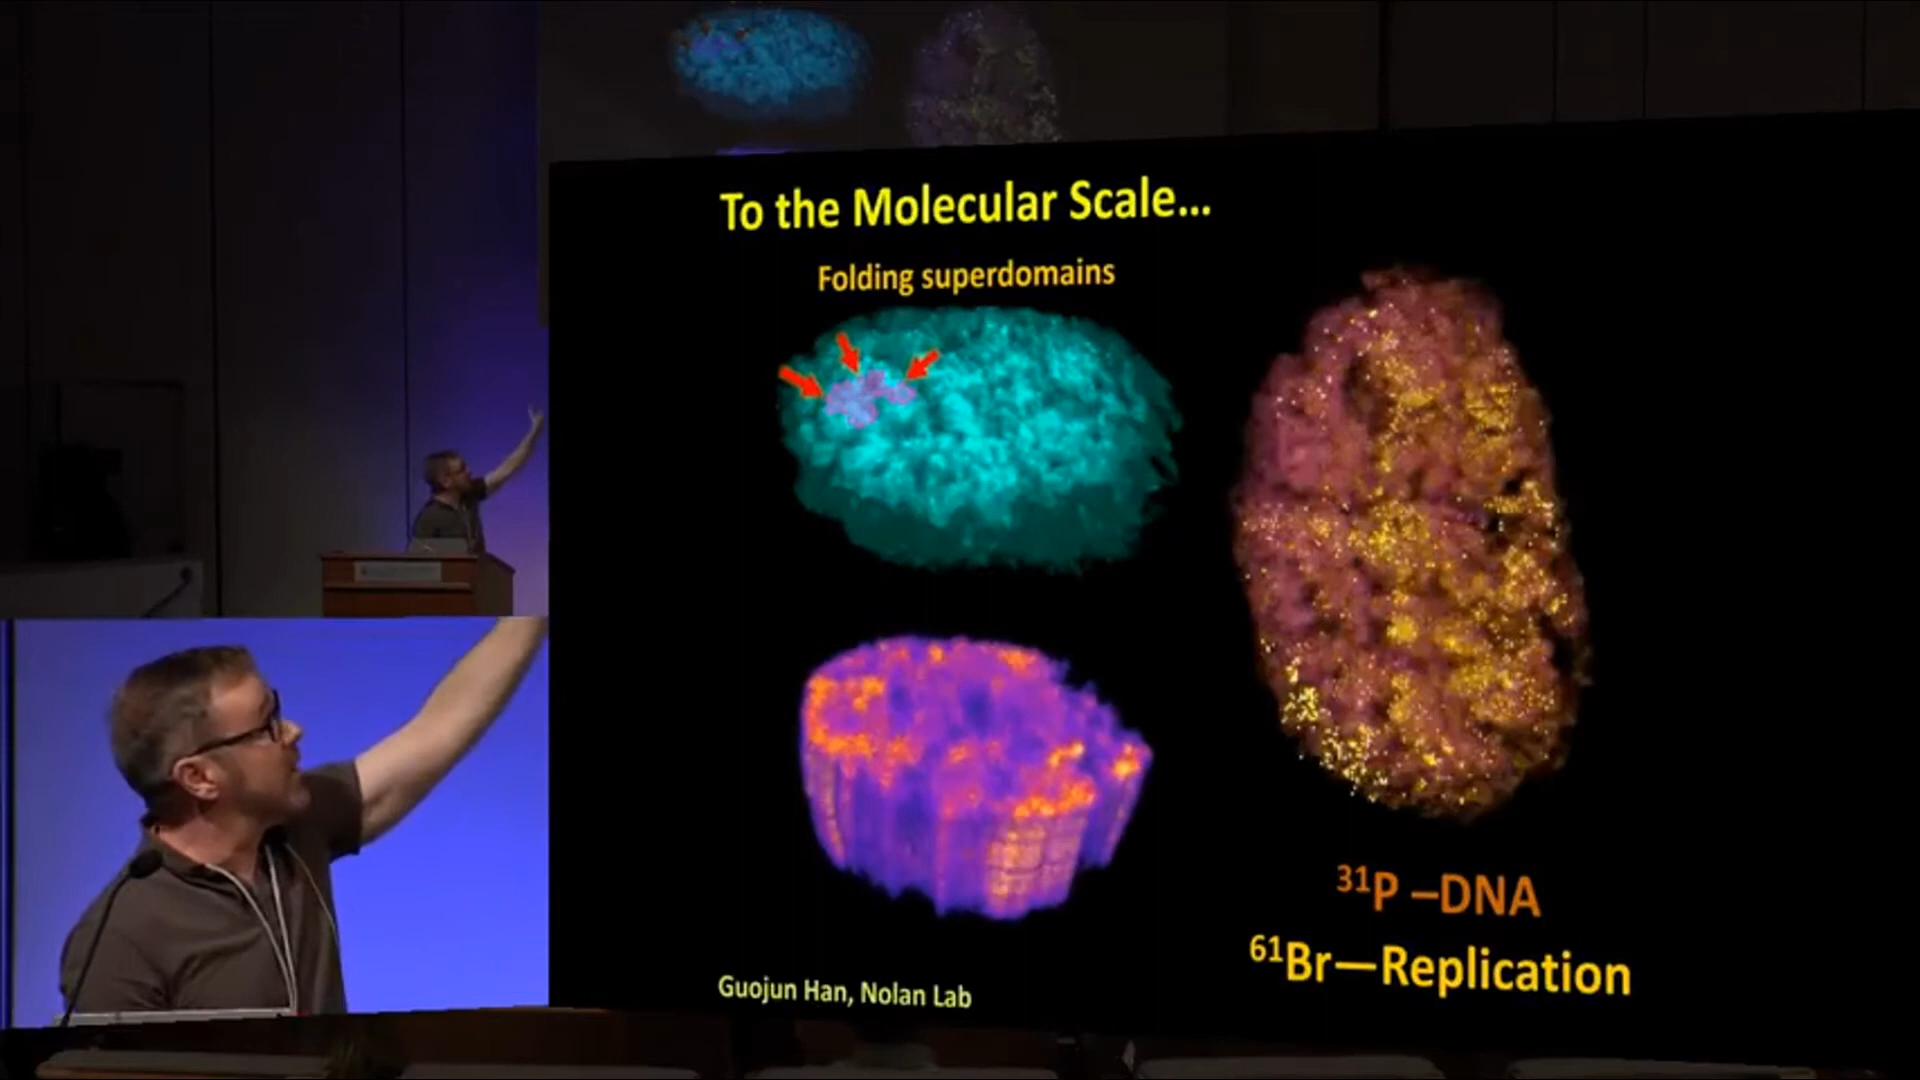 To the Molecular Scale...
Folding superdomains
³¹P –DNA
⁶¹Br—Replication
Guojun Han, Nolan Lab